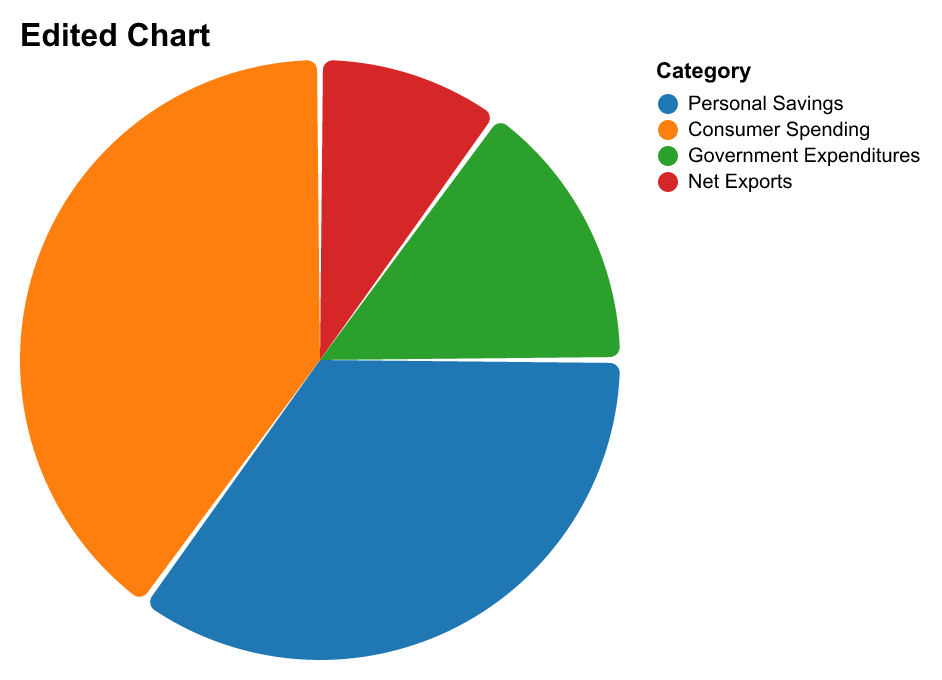 Edited Chart
Category
Personal Savings
Consumer Spending
Government Expenditures
Net Exports